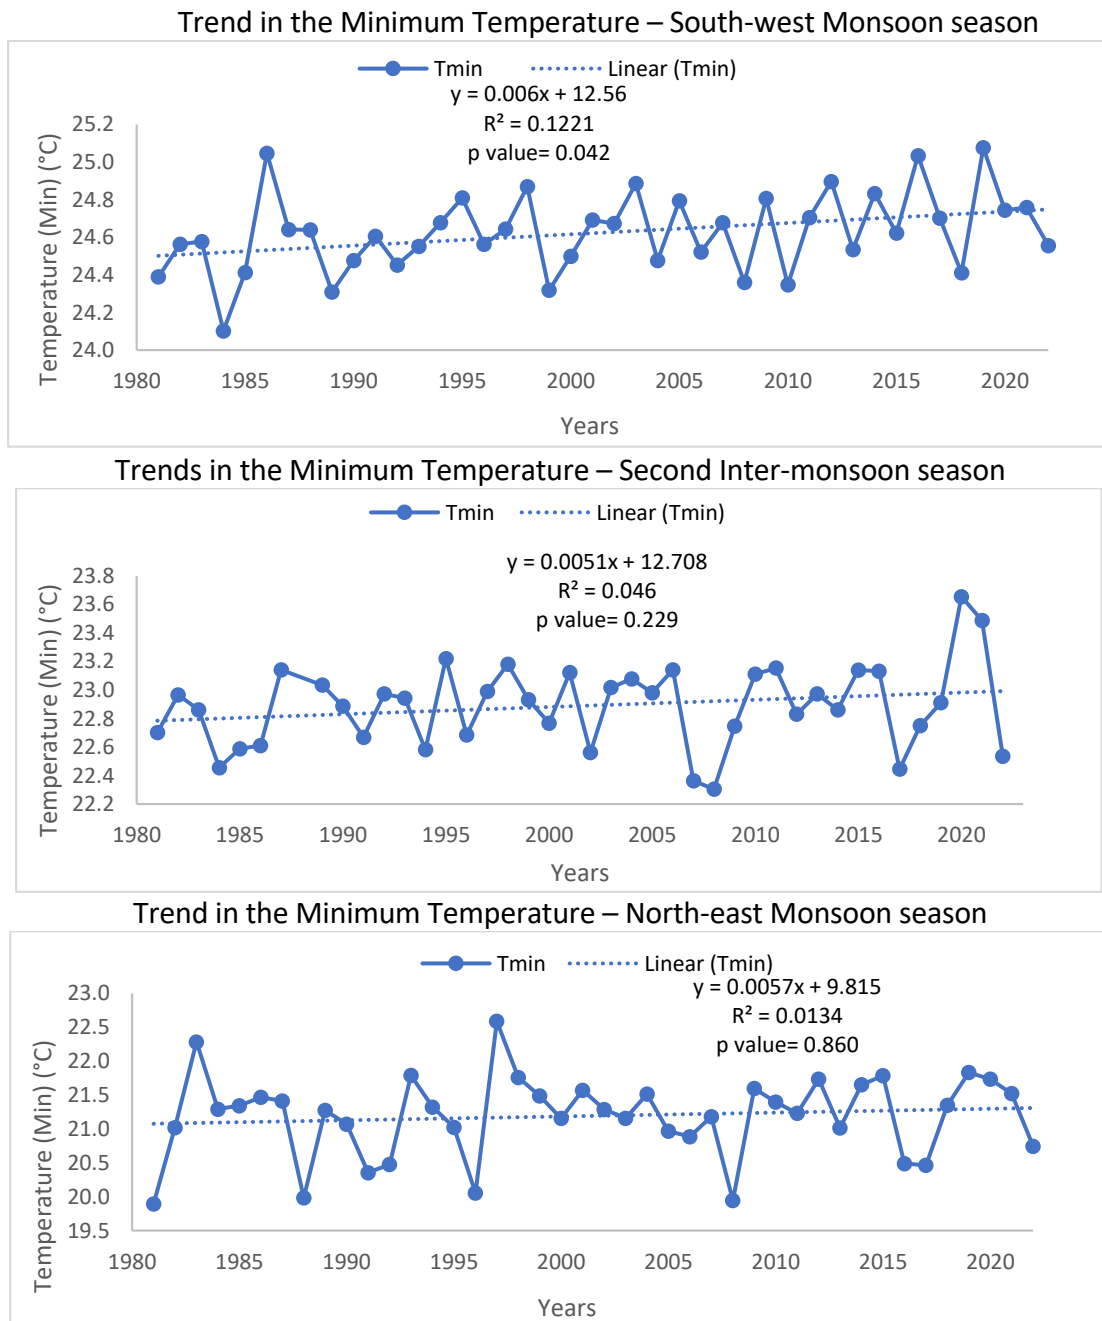 Trend in the Minimum Temperature – South-west Monsoon season
Tmin Linear (Tmin)
y = 0.006x + 12.56
R² = 0.1221
p value= 0.042
Temperature (Min) (°C)
25.2
25.0
24.8
24.6
24.4
24.2
24.0
1980 1985 1990 1995 2000 2005 2010 2015 2020
Years
Trends in the Minimum Temperature – Second Inter-monsoon season
Tmin Linear (Tmin)
y = 0.0051x + 12.708
R² = 0.046
p value= 0.229
Temperature (Min) (°C)
23.8
23.6
23.4
23.2
23.0
22.8
22.6
22.4
22.2
1980 1985 1990 1995 2000 2005 2010 2015 2020
Years
Trend in the Minimum Temperature – North-east Monsoon season
Tmin Linear (Tmin)
y = 0.0057x + 9.815
R² = 0.0134
p value= 0.860
Temperature (Min) (°C)
23.0
22.5
22.0
21.5
21.0
20.5
20.0
19.5
1980 1985 1990 1995 2000 2005 2010 2015 2020
Years